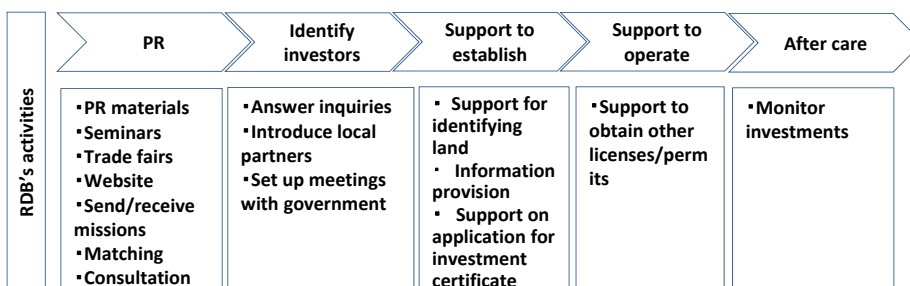 PR
Identify
investors
Support to
establish
Support to
operate
After care
RDB's activities
▪PR materials
▪Seminars
▪Trade fairs
▪Website
▪Send/receive
missions
▪Matching
▪Consultation
▪Answer inquiries
▪Introduce local
partners
▪Set up meetings
with government
▪ Support for
identifying
land
▪ Information
provision
▪ Support on
application for
investment
certificate
▪Support to
obtain other
licenses/perm
its
▪Monitor
investments